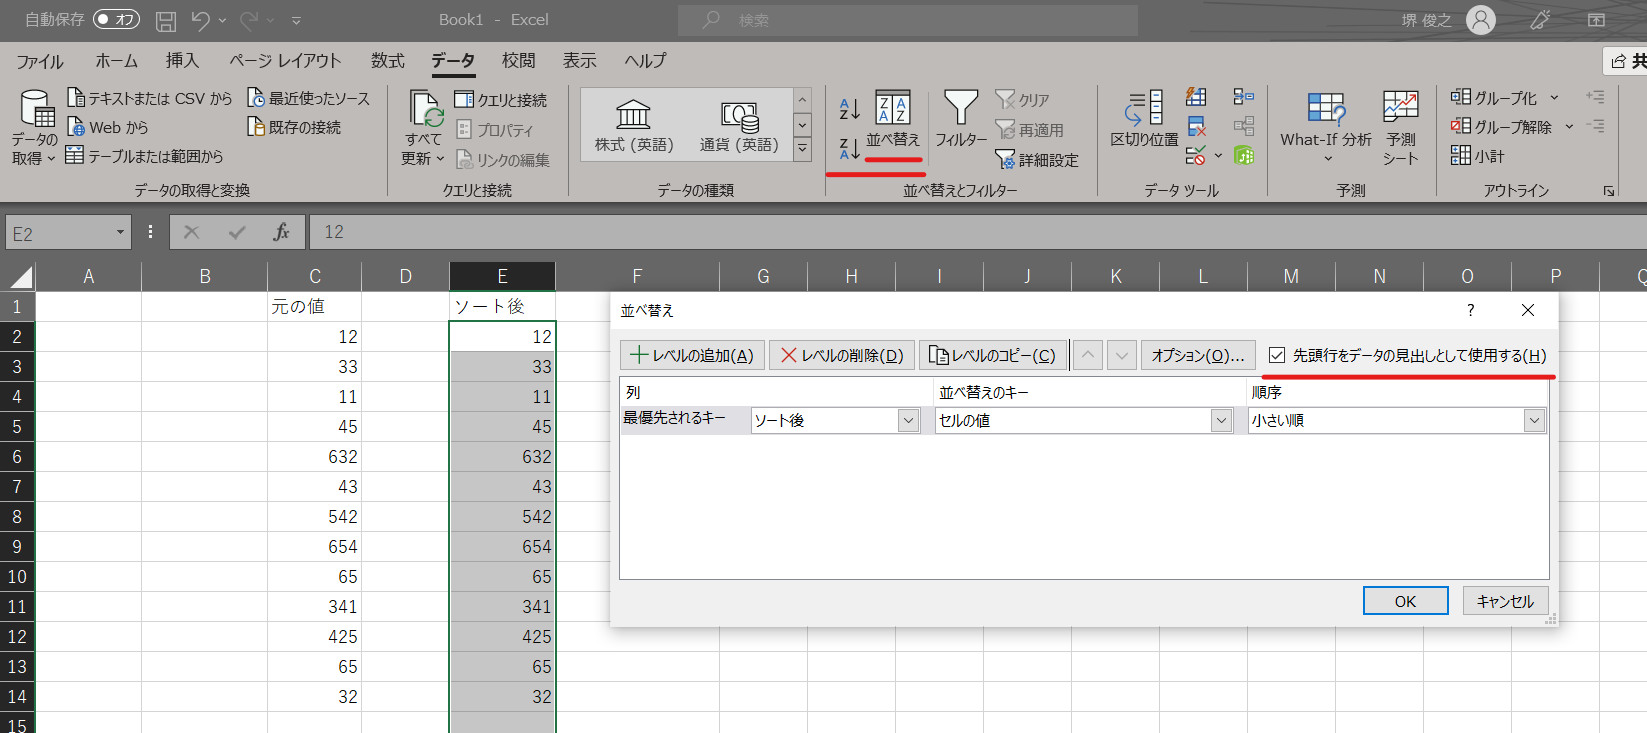 自動保存 オフ Book1 - Excel 検索 堺 俊之
ファイル ホーム 挿入 ページ レイアウト 数式 データ 校閲 表示 ヘルプ 共
データの取得 テキストまたは CSV から 最近使ったソース
Web から 既存の接続
テーブルまたは範囲から
データの取得と変換
すべて更新 クエリと接続
プロパティ
リンクの編集
クエリと接続
株式 (英語) 通貨 (英語)
データの種類
並べ替え フィルター クリア
再適用
詳細設定
並べ替えとフィルター
区切り位置
データ ツール
What-If 分析 予測シート
予測
グループ化
グループ解除
小計
アウトライン
E2 fx 12
A B C D E F G H I J K L M N O P Q
1 元の値 ソート後
2 12 12
3 33 33
4 11 11
5 45 45
6 632 632
7 43 43
8 542 542
9 654 654
10 65 65
11 341 341
12 425 425
13 65 65
14 32 32
15
並べ替え ? ×
レベルの追加(A) レベルの削除(D) レベルのコピー(C) オプション(O)... 先頭行をデータの見出しとして使用する(H)
列 並べ替えのキー 順序
最優先されるキー ソート後 セルの値 小さい順
OK キャンセル